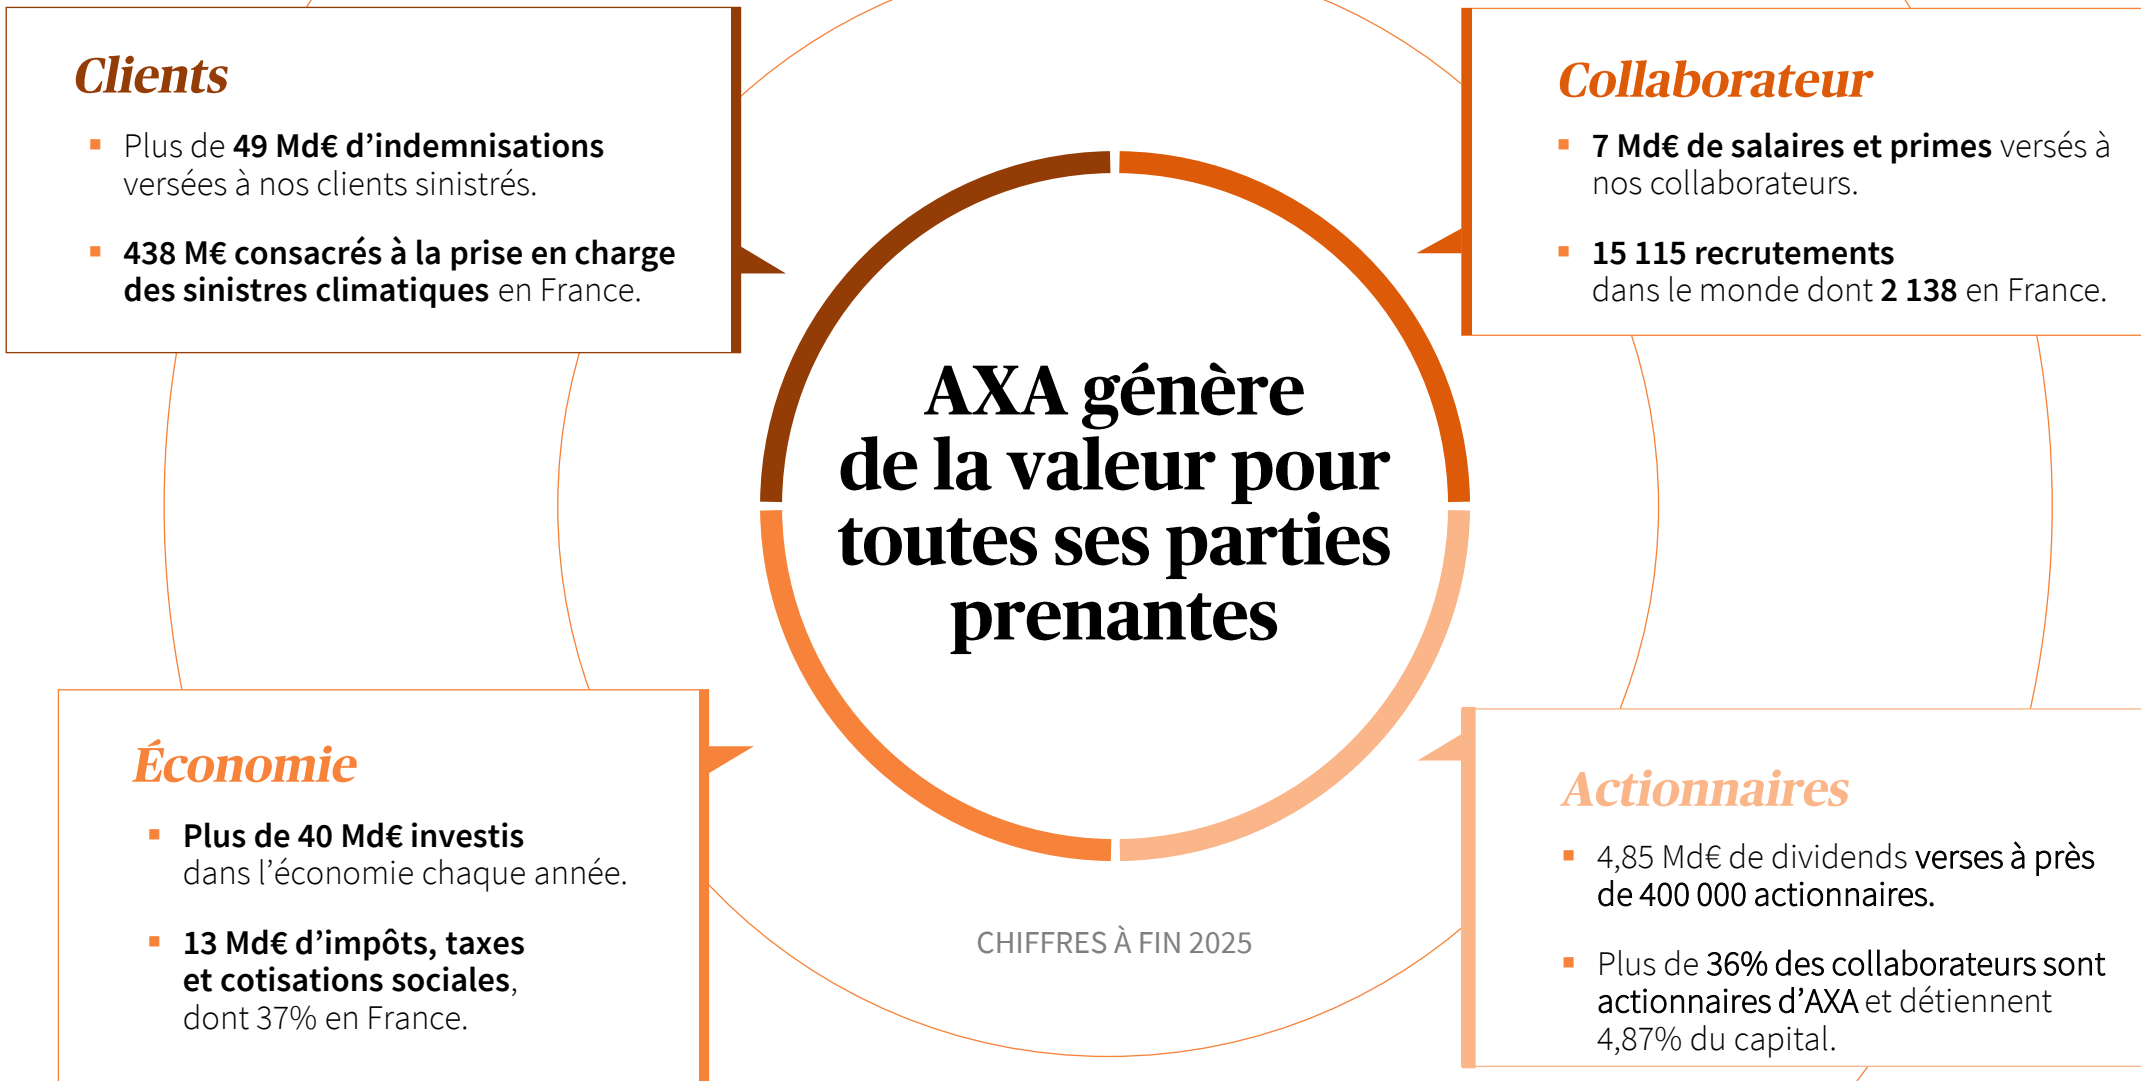 Clients
Plus de 49 Md€ d’indemnisations
versées à nos clients sinistrés.
438 M€ consacrés à la prise en charge
des sinistres climatiques en France.
Collaborateur
7 Md€ de salaires et primes versés à
nos collaborateurs.
15 115 recrutements
dans le monde dont 2 138 en France.
AXA génère
de la valeur pour
toutes ses parties
prenantes
Économie
Plus de 40 Md€ investis
dans l’économie chaque année.
13 Md€ d’impôts, taxes
et cotisations sociales,
dont 37% en France.
CHIFFRES À FIN 2025
Actionnaires
4,85 Md€ de dividends verses à près
de 400 000 actionnaires.
Plus de 36% des collaborateurs sont
actionnaires d’AXA et détiennent
4,87% du capital.